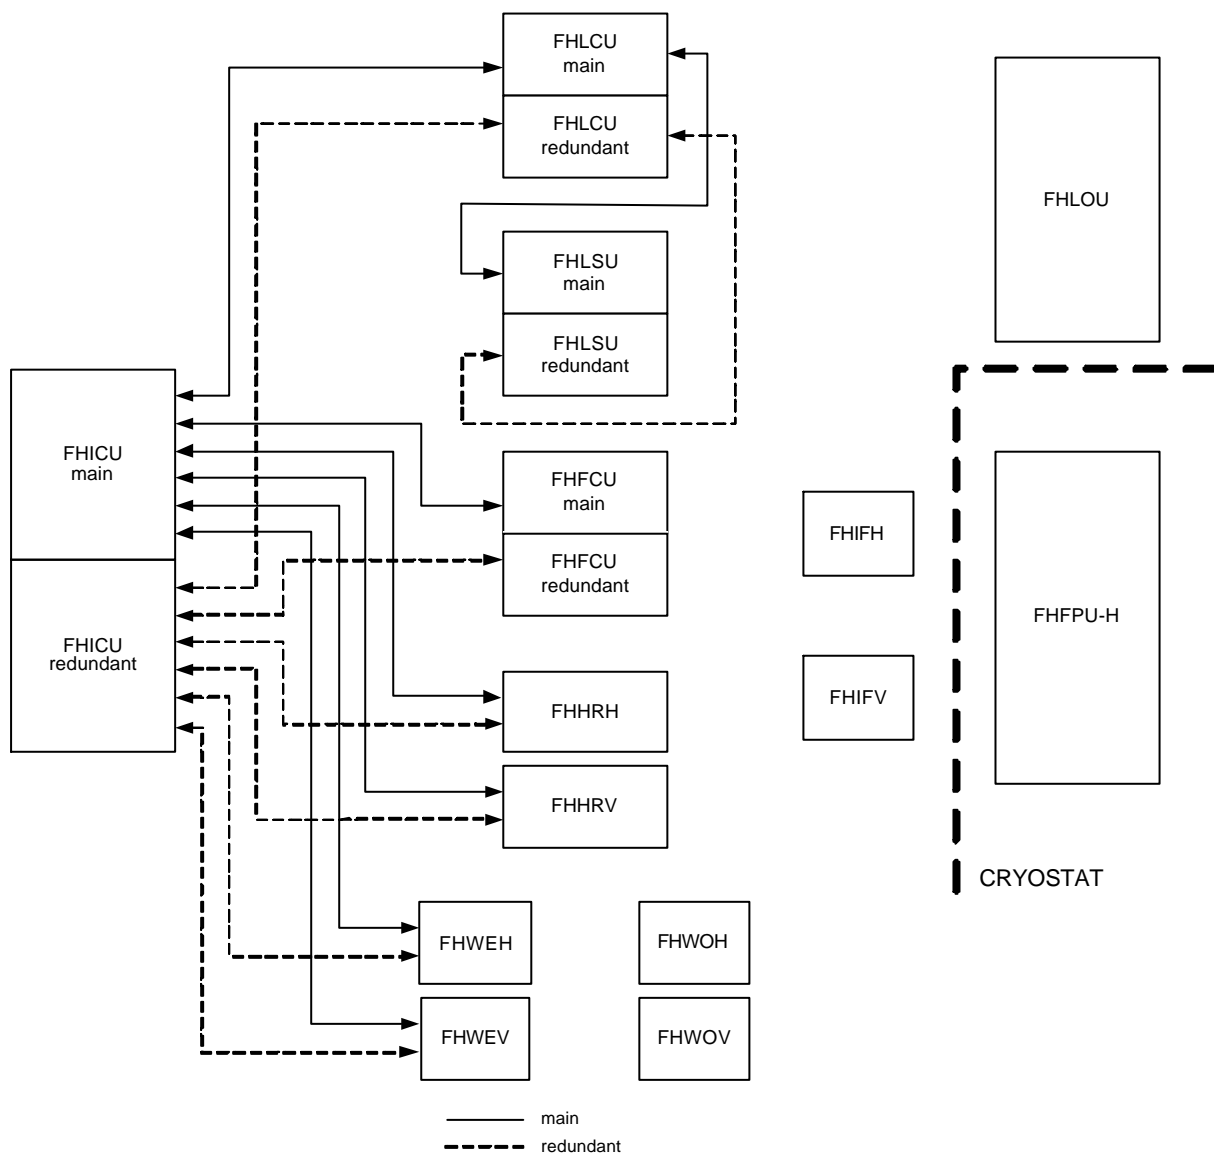 FHLCU
main
FHLCU
redundant
FHLOU
FHLSU
main
FHLSU
redundant
FHICU
main
FHICU
redundant
FHFCU
main
FHFCU
redundant
FHIFH
FHIFV
FHFPU-H
FHHRH
FHHRV
CRYOSTAT
FHWEH
FHWOH
FHWEV
FHWOV
main
redundant